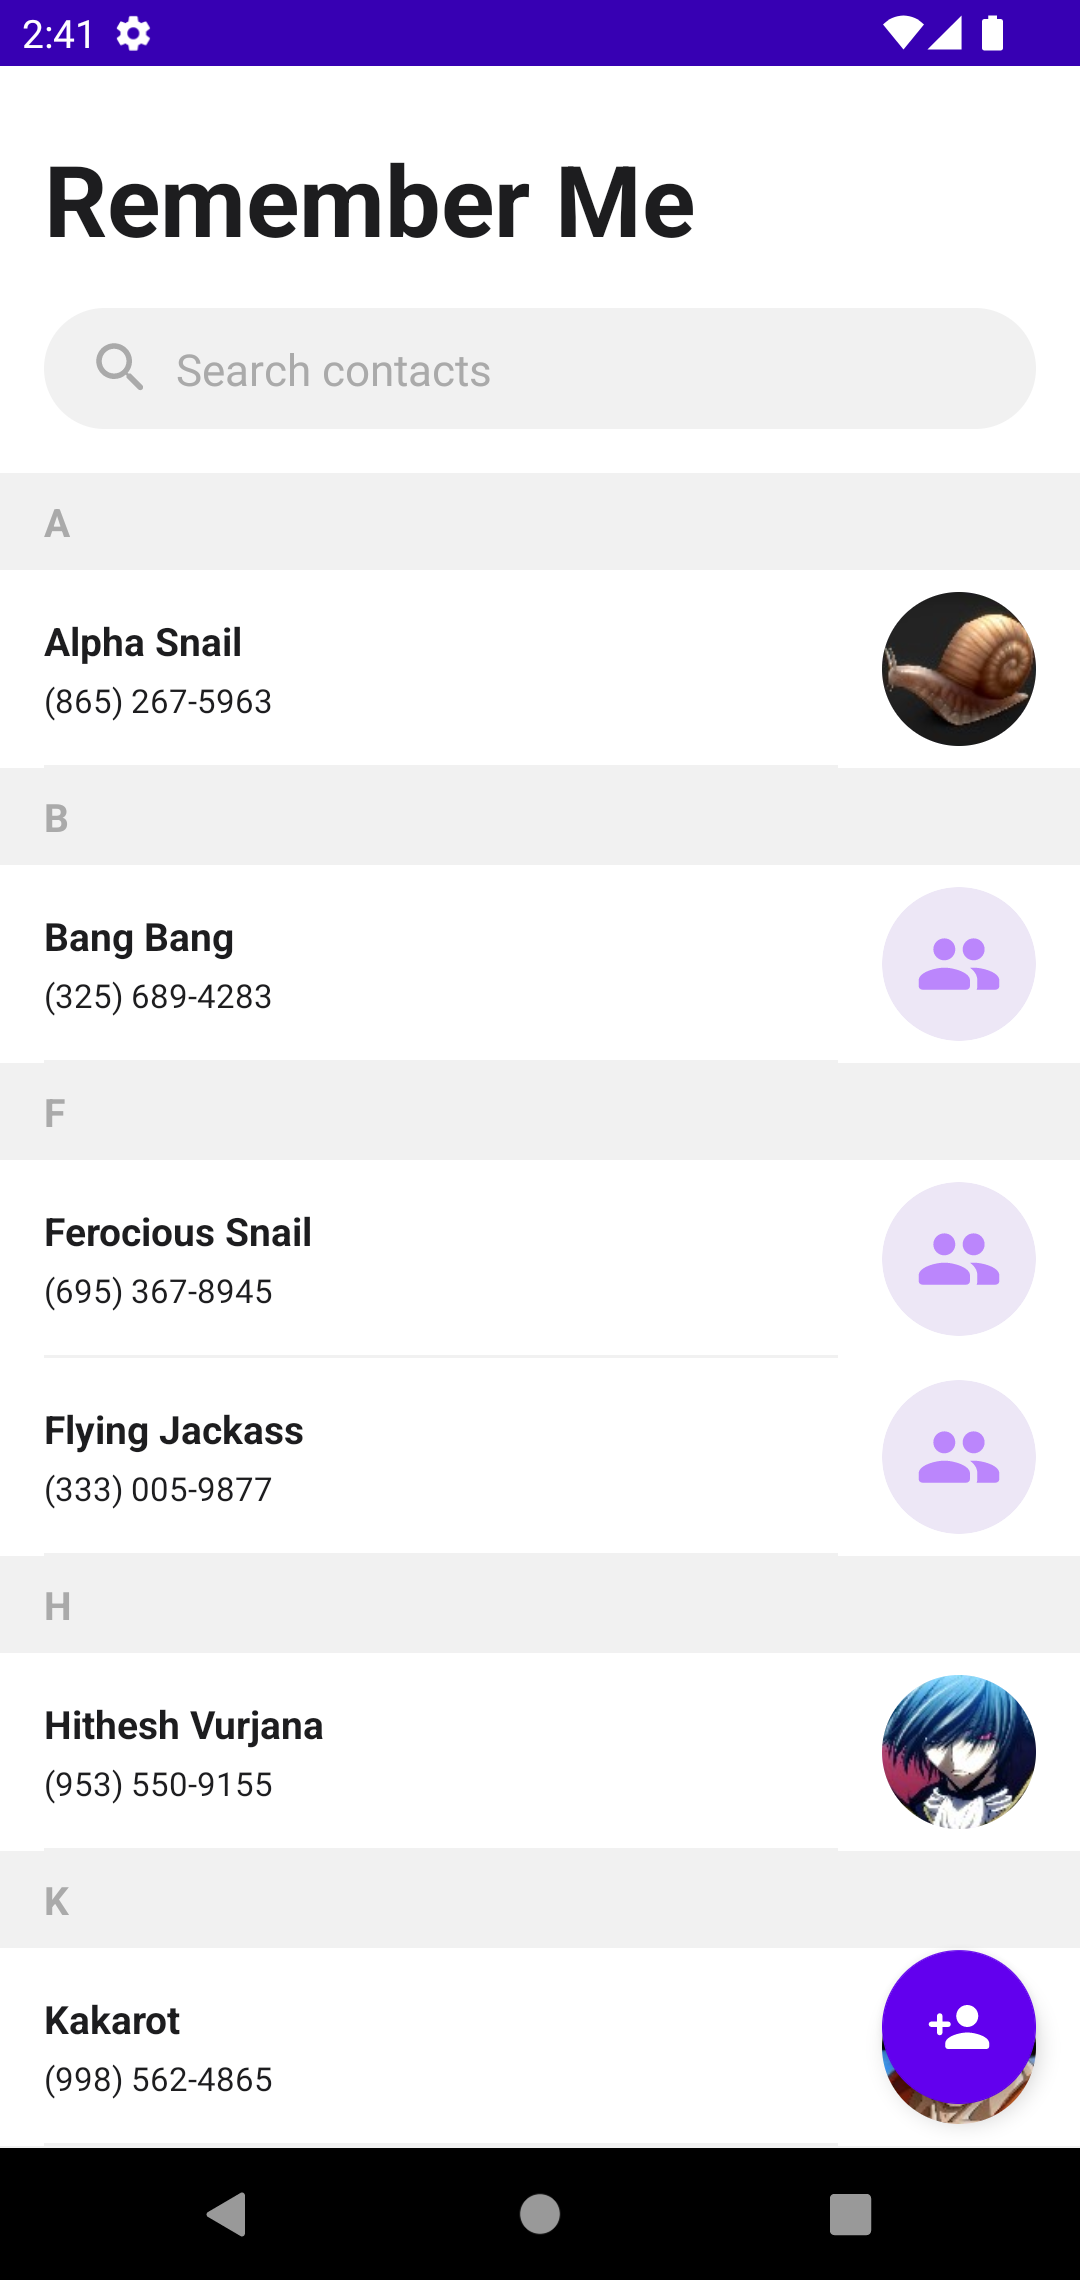 2:41
Remember Me
Search contacts
A
Alpha Snail
(865) 267-5963
B
Bang Bang
(325) 689-4283
F
Ferocious Snail
(695) 367-8945
Flying Jackass
(333) 005-9877
H
Hithesh Vurjana
(953) 550-9155
K
Kakarot
(998) 562-4865